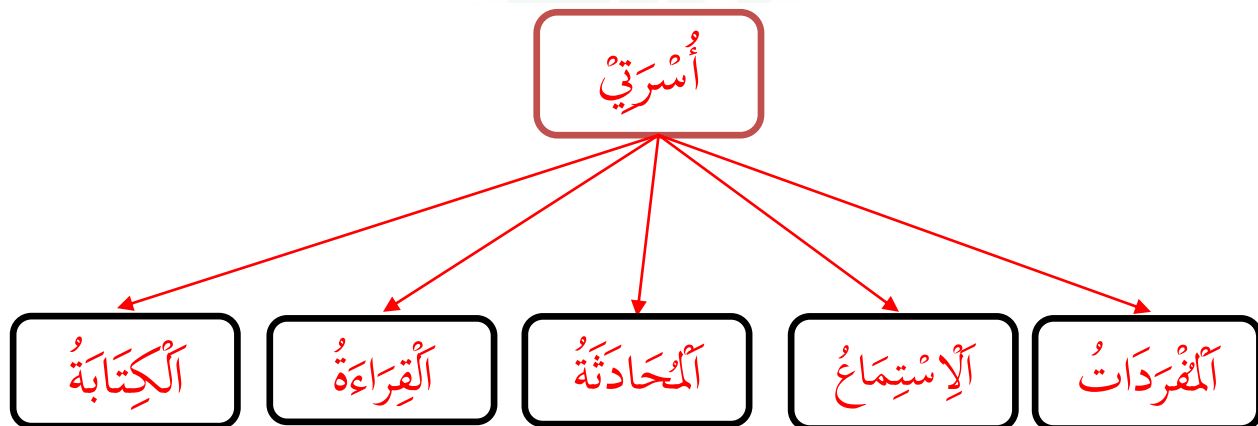 أُسْرَتِيْ
اَلْمُفْرَدَاتُ
اَلْاِسْتِمَاعُ
اَلْمُحَادَثَةُ
اَلْقِرَاءَةُ
اَلْكِتَابَةُ